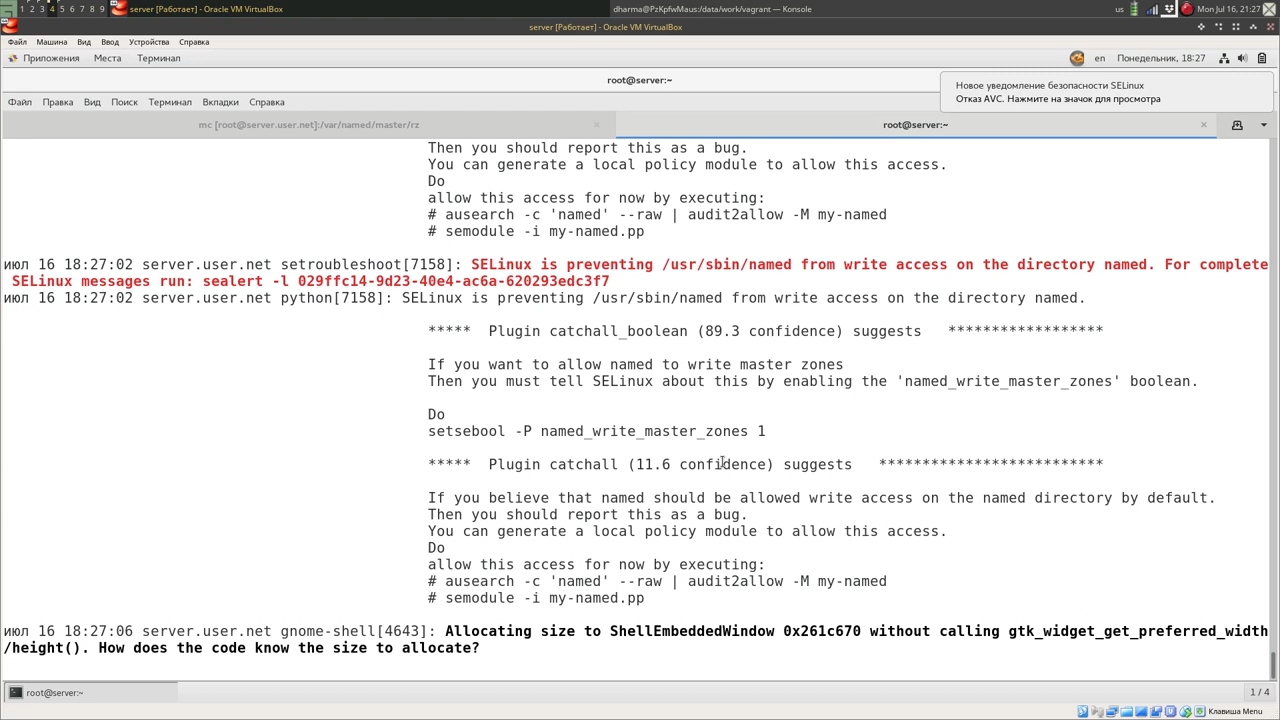 1 2 3 4 5 6 7 8 9 server [Работает] - Oracle VM VirtualBox dharma@PzKpfwMaus:/data/work/vagrant — Konsole us Mon Jul 16, 21:27
server [Работает] - Oracle VM VirtualBox
Файл Машина Вид Ввод Устройства Справка
Приложения Места Терминал en Понедельник, 18:27
root@server:~
Новое уведомление безопасности SELinux
Отказ AVC. Нажмите на значок для просмотра
Файл Правка Вид Поиск Терминал Вкладки Справка
mc [root@server.user.net]:/var/named/master/rz × root@server:~ ×
Then you should report this as a bug.
You can generate a local policy module to allow this access.
Do
allow this access for now by executing:
# ausearch -c 'named' --raw | audit2allow -M my-named
# semodule -i my-named.pp
июл 16 18:27:02 server.user.net setroubleshoot[7158]: SELinux is preventing /usr/sbin/named from write access on the directory named. For complete
SELinux messages run: sealert -l 029ffc14-9d23-40e4-ac6a-620293edc3f7
июл 16 18:27:02 server.user.net python[7158]: SELinux is preventing /usr/sbin/named from write access on the directory named.
***** Plugin catchall_boolean (89.3 confidence) suggests ******************
If you want to allow named to write master zones
Then you must tell SELinux about this by enabling the 'named_write_master_zones' boolean.
Do
setsebool -P named_write_master_zones 1
***** Plugin catchall (11.6 confidence) suggests **************************
If you believe that named should be allowed write access on the named directory by default.
Then you should report this as a bug.
You can generate a local policy module to allow this access.
Do
allow this access for now by executing:
# ausearch -c 'named' --raw | audit2allow -M my-named
# semodule -i my-named.pp
июл 16 18:27:06 server.user.net gnome-shell[4643]: Allocating size to ShellEmbeddedWindow 0x261c670 without calling gtk_widget_get_preferred_width
/height(). How does the code know the size to allocate?
root@server:~ 1 / 4
Клавиша Menu